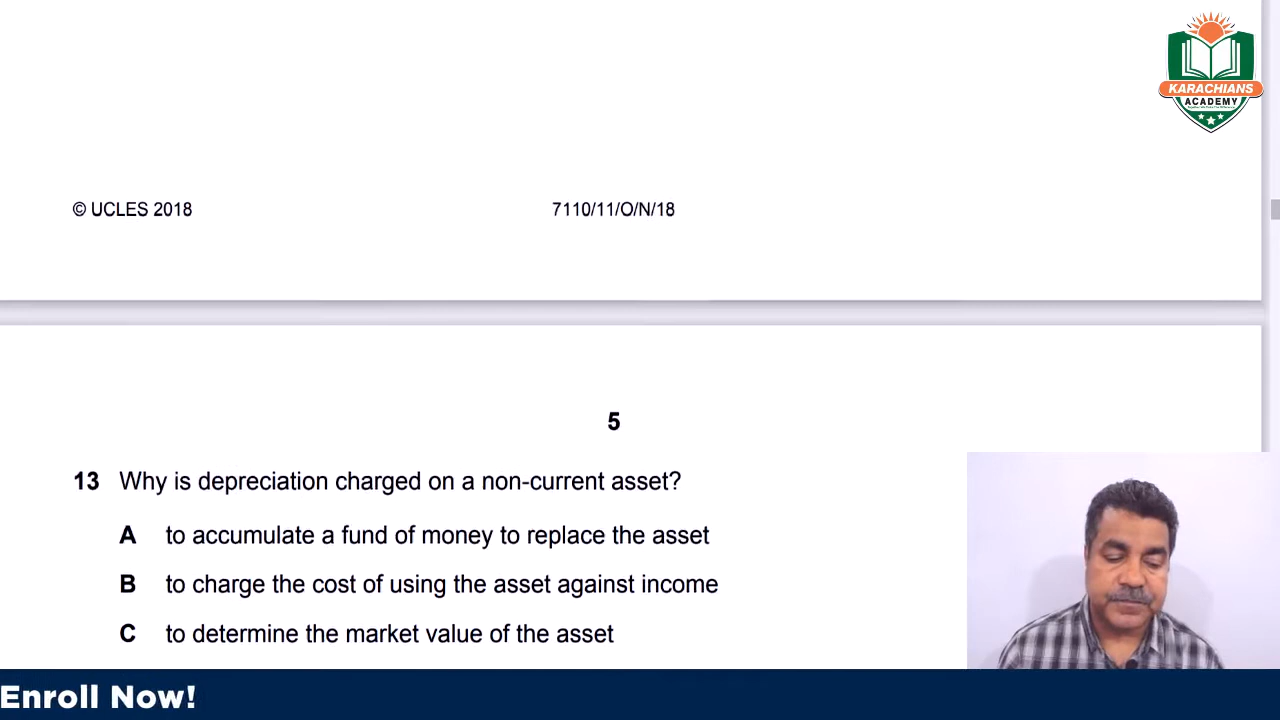 KARACHIANS
ACADEMY
© UCLES 2018
7110/11/O/N/18
5
13 Why is depreciation charged on a non-current asset?
A to accumulate a fund of money to replace the asset
B to charge the cost of using the asset against income
C to determine the market value of the asset
Enroll Now!